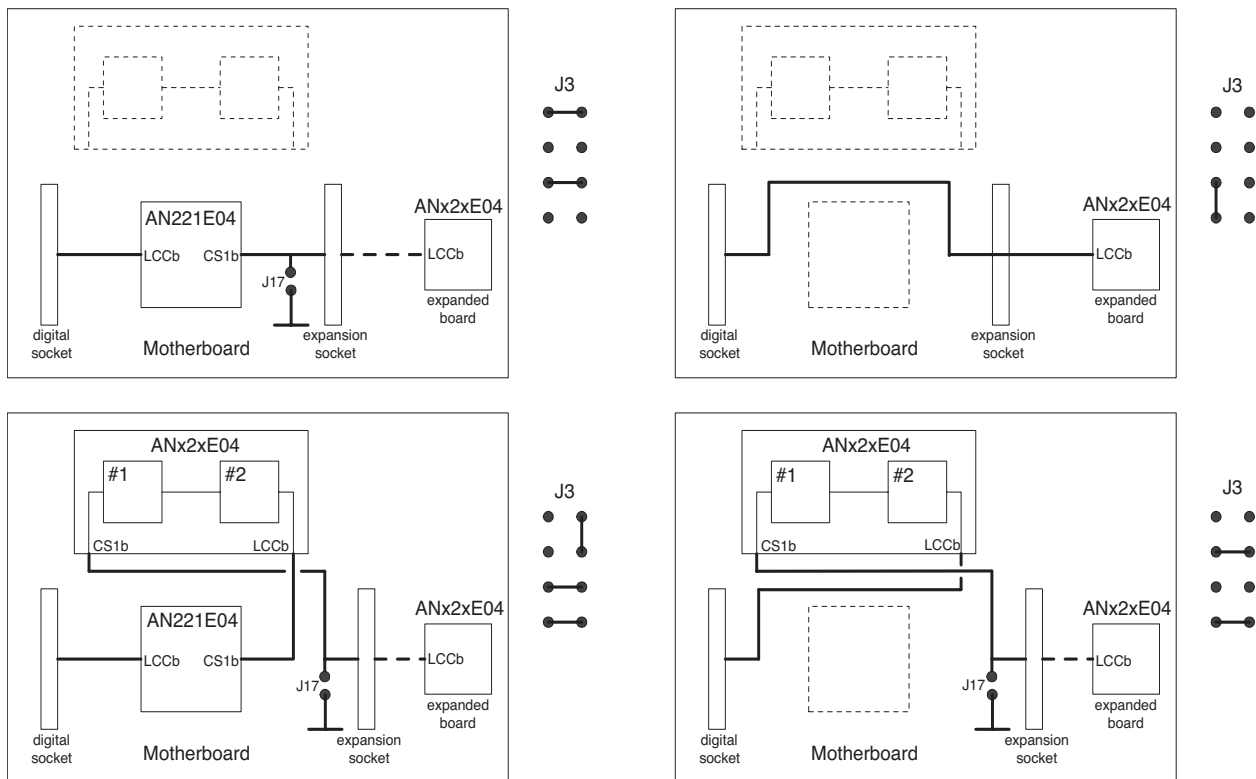 J3
ANx2xE04
AN221E04
LCCb
CS1b
LCCb
J17
expanded
board
digital
socket
expansion
socket
Motherboard
J3
ANx2xE04
LCCb
expanded
board
digital
socket
expansion
socket
Motherboard
ANx2xE04
#1
#2
J3
CS1b
LCCb
AN221E04
ANx2xE04
LCCb
CS1b
LCCb
J17
expanded
board
digital
socket
expansion
socket
Motherboard
ANx2xE04
#1
#2
J3
CS1b
LCCb
ANx2xE04
LCCb
J17
expanded
board
digital
socket
expansion
socket
Motherboard